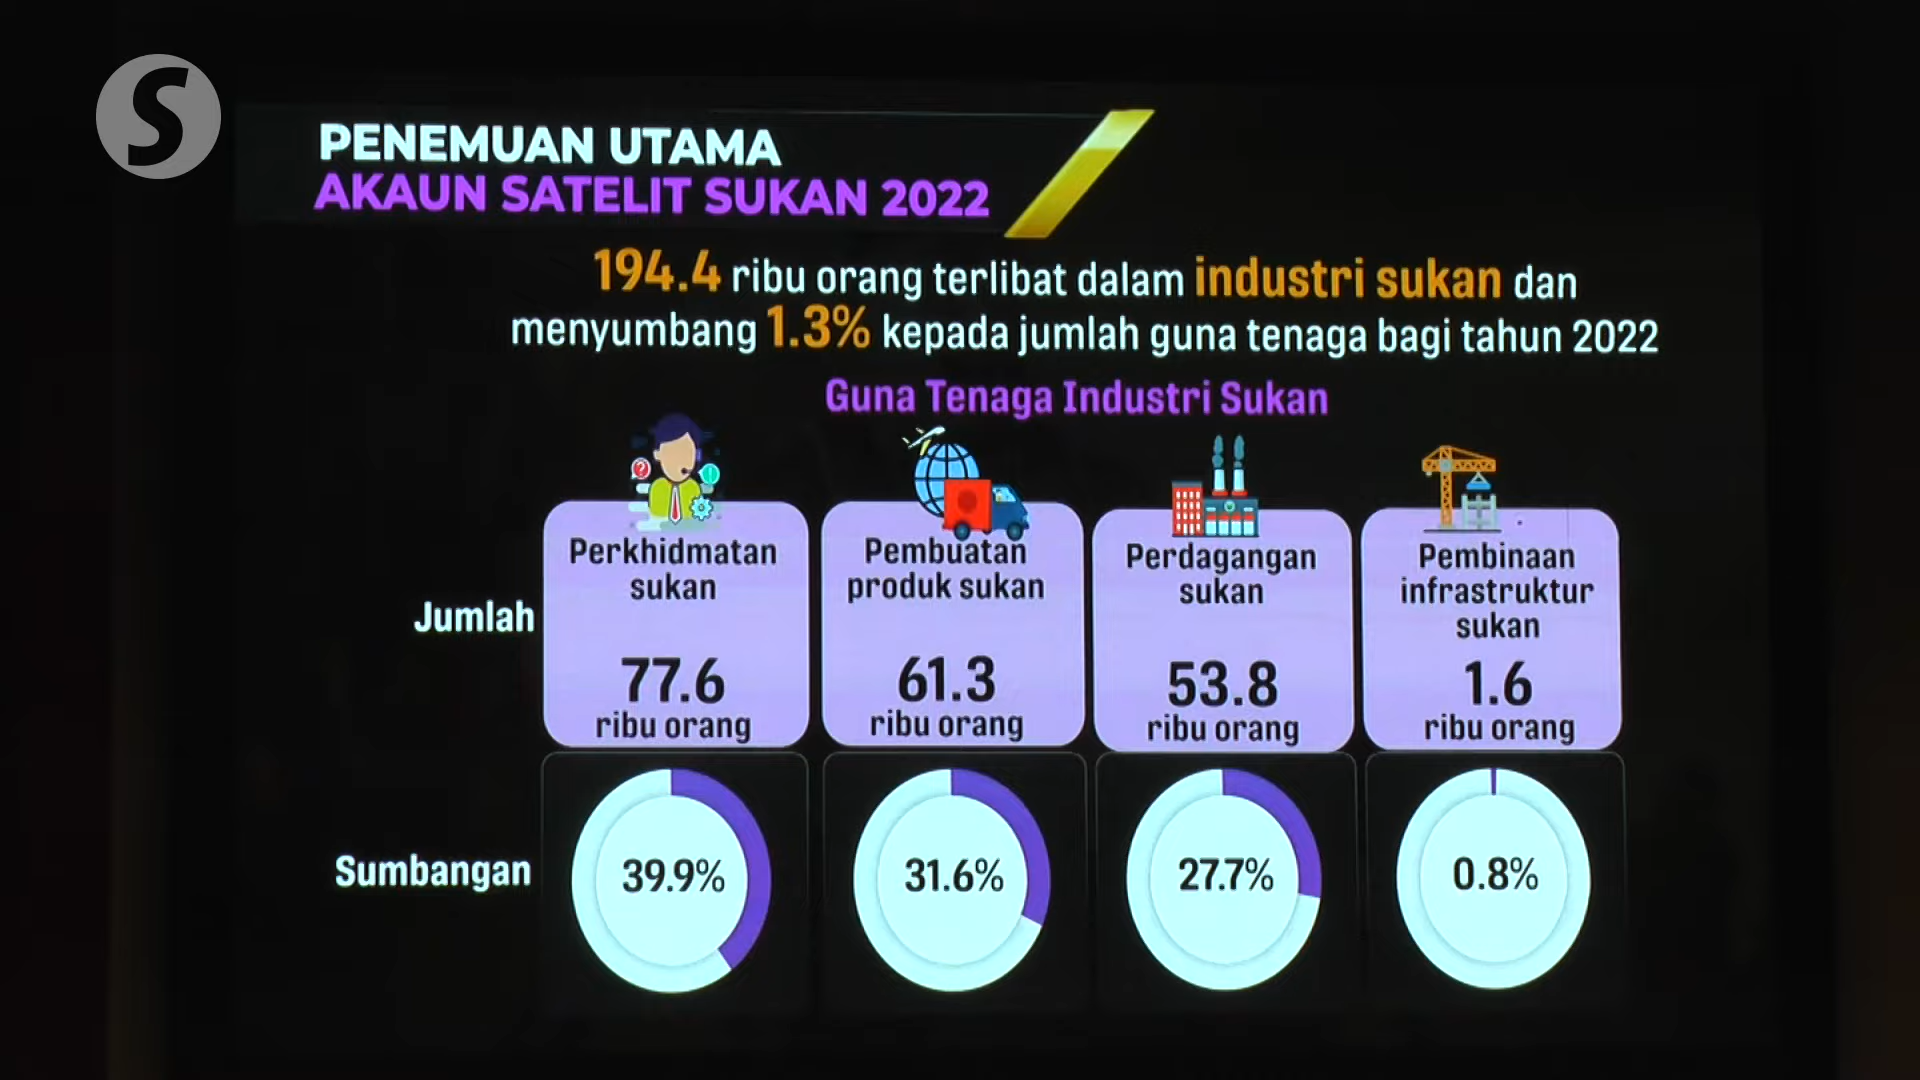 S
PENEMUAN UTAMA
AKAUN SATELIT SUKAN 2022
194.4 ribu orang terlibat dalam industri sukan dan
menyumbang 1.3% kepada jumlah guna tenaga bagi tahun 2022
Guna Tenaga Industri Sukan
Jumlah
Perkhidmatan
sukan
77.6
ribu orang
Pembuatan
produk sukan
61.3
ribu orang
Perdagangan
sukan
53.8
ribu orang
Pembinaan
infrastruktur
sukan
1.6
ribu orang
Sumbangan
39.9%
31.6%
27.7%
0.8%